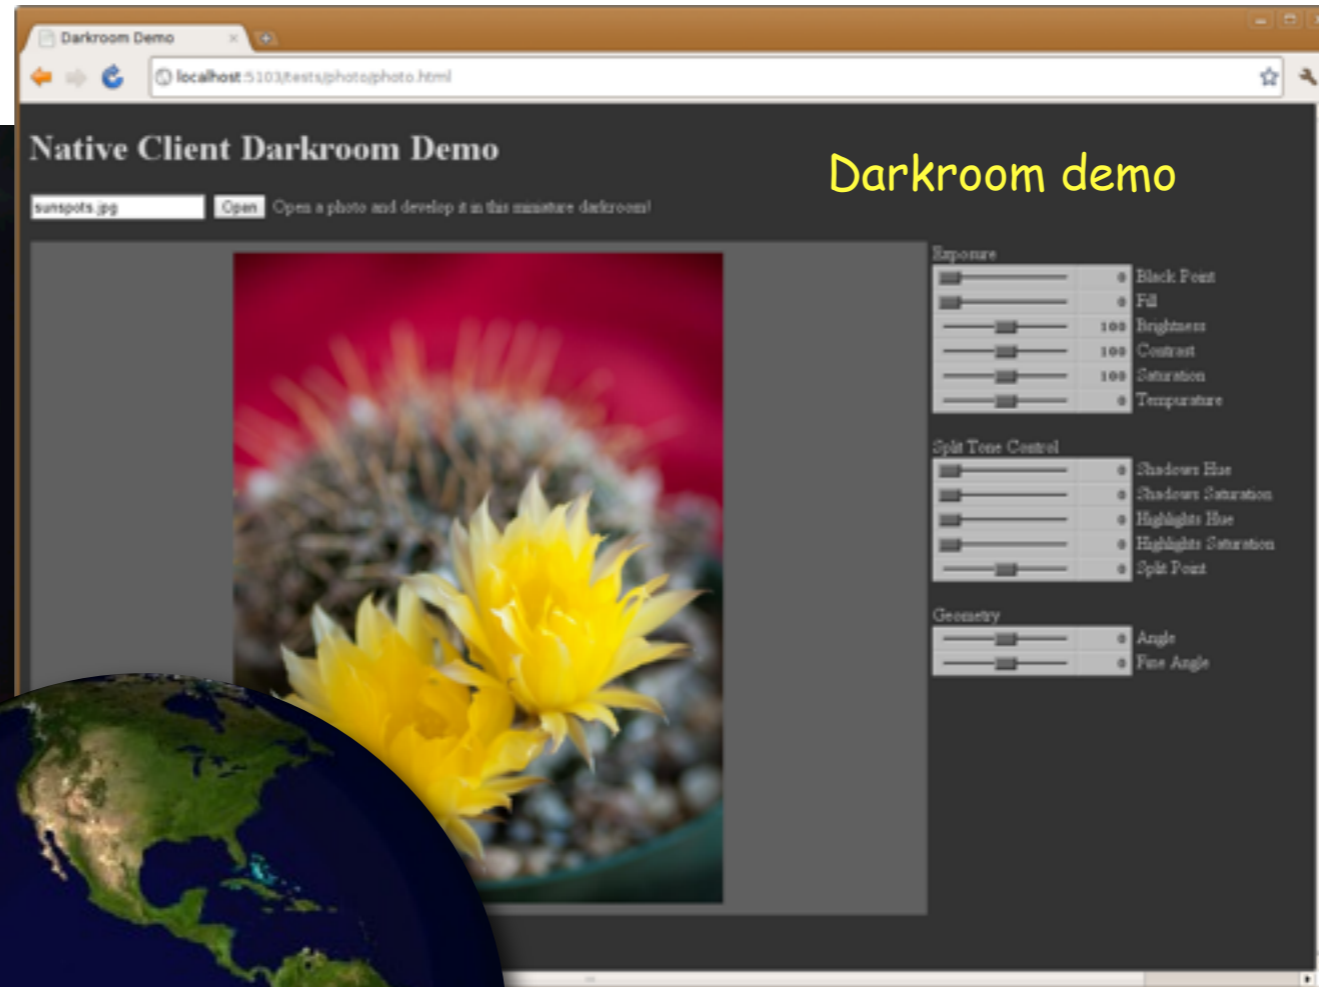 Darkroom Demo
localhost:5103/tests/photo/photo.html
Native Client Darkroom Demo
Darkroom demo
sunspots.jpg Open Open a photo and develop it in this miniature darkroom!
Exposure
0 Black Point
0 Fill
100 Brightness
100 Contrast
100 Saturation
0 Tempurature
Split Tone Control
0 Shadows Hue
0 Shadows Saturation
0 Highlights Hue
0 Highlights Saturation
0 Split Point
Geometry
0 Angle
0 Fine Angle